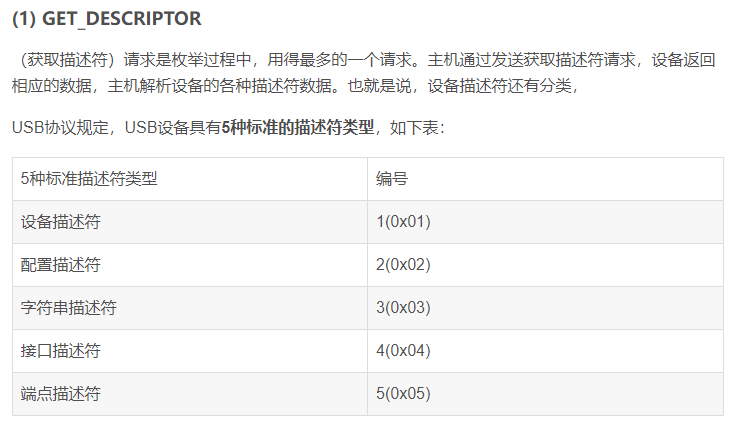 (1) GET_DESCRIPTOR
（获取描述符）请求是枚举过程中，用得最多的一个请求。主机通过发送获取描述符请求，设备返回
相应的数据，主机解析设备的各种描述符数据。也就是说，设备描述符还有分类，
USB协议规定，USB设备具有5种标准的描述符类型，如下表：
5种标准描述符类型 编号
设备描述符 1(0x01)
配置描述符 2(0x02)
字符串描述符 3(0x03)
接口描述符 4(0x04)
端点描述符 5(0x05)